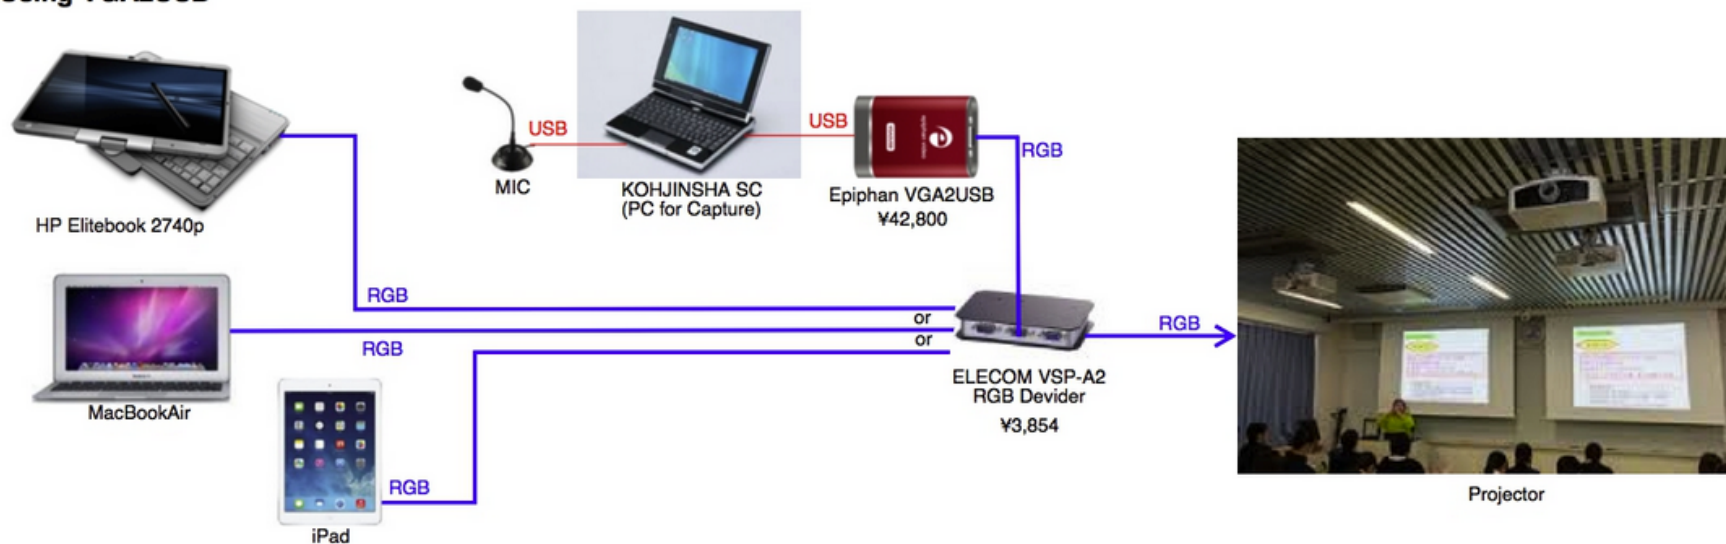 MIC
USB
KOHJINSHA SC
(PC for Capture)
USB
Epiphan VGA2USB
¥42,800
RGB
HP Elitebook 2740p
RGB
or
RGB
or
MacBookAir
RGB
iPad
ELECOM VSP-A2
RGB Devider
¥3,854
RGB
Projector